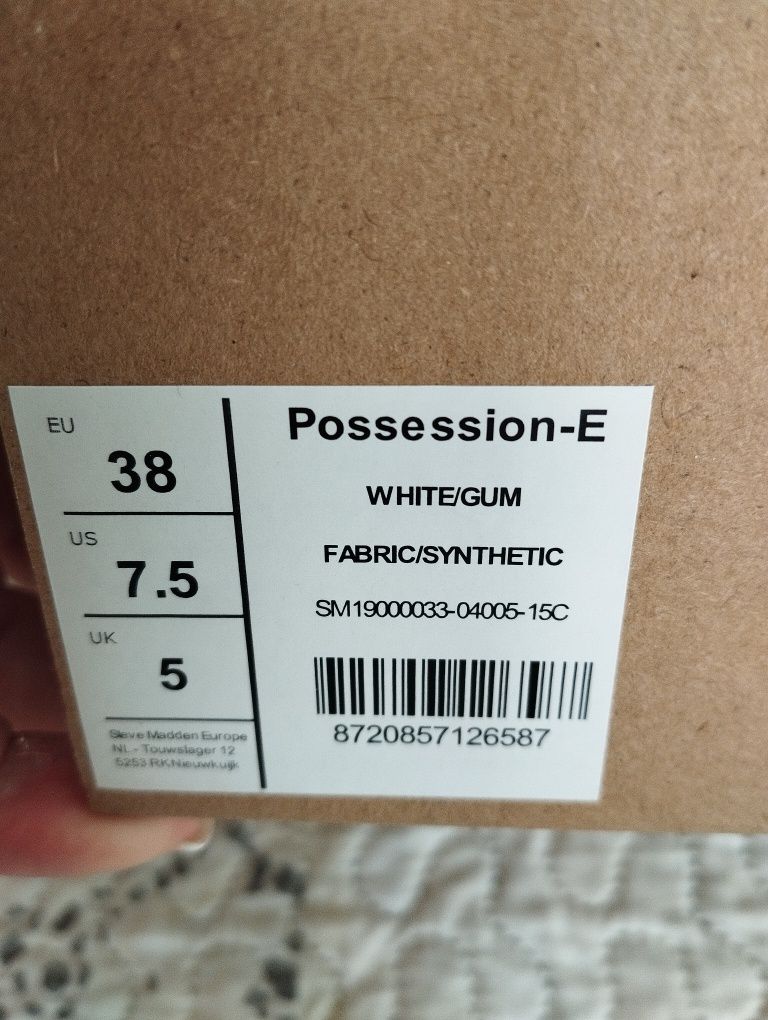 EU
38
US
7.5
UK
5
Steve Madden Europe
NL - Touwslager 12
5253 RK Nieuwkuijk
Possession-E
WHITE/GUM
FABRIC/SYNTHETIC
SM19000033-04005-15C
8720857126587